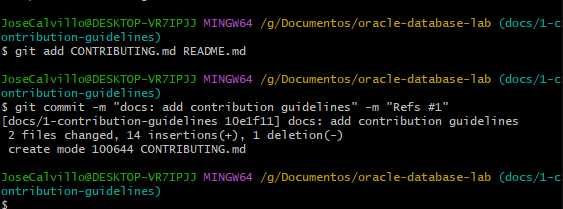 JoseCalvillo@DESKTOP-VR7IPJJ MINGW64 /g/Documentos/oracle-database-lab (docs/1-c
ontribution-guidelines)
$ git add CONTRIBUTING.md README.md
JoseCalvillo@DESKTOP-VR7IPJJ MINGW64 /g/Documentos/oracle-database-lab (docs/1-c
ontribution-guidelines)
$ git commit -m "docs: add contribution guidelines" -m "Refs #1"
[docs/1-contribution-guidelines 10e1f11] docs: add contribution guidelines
 2 files changed, 14 insertions(+), 1 deletion(-)
 create mode 100644 CONTRIBUTING.md
JoseCalvillo@DESKTOP-VR7IPJJ MINGW64 /g/Documentos/oracle-database-lab (docs/1-c
ontribution-guidelines)
$